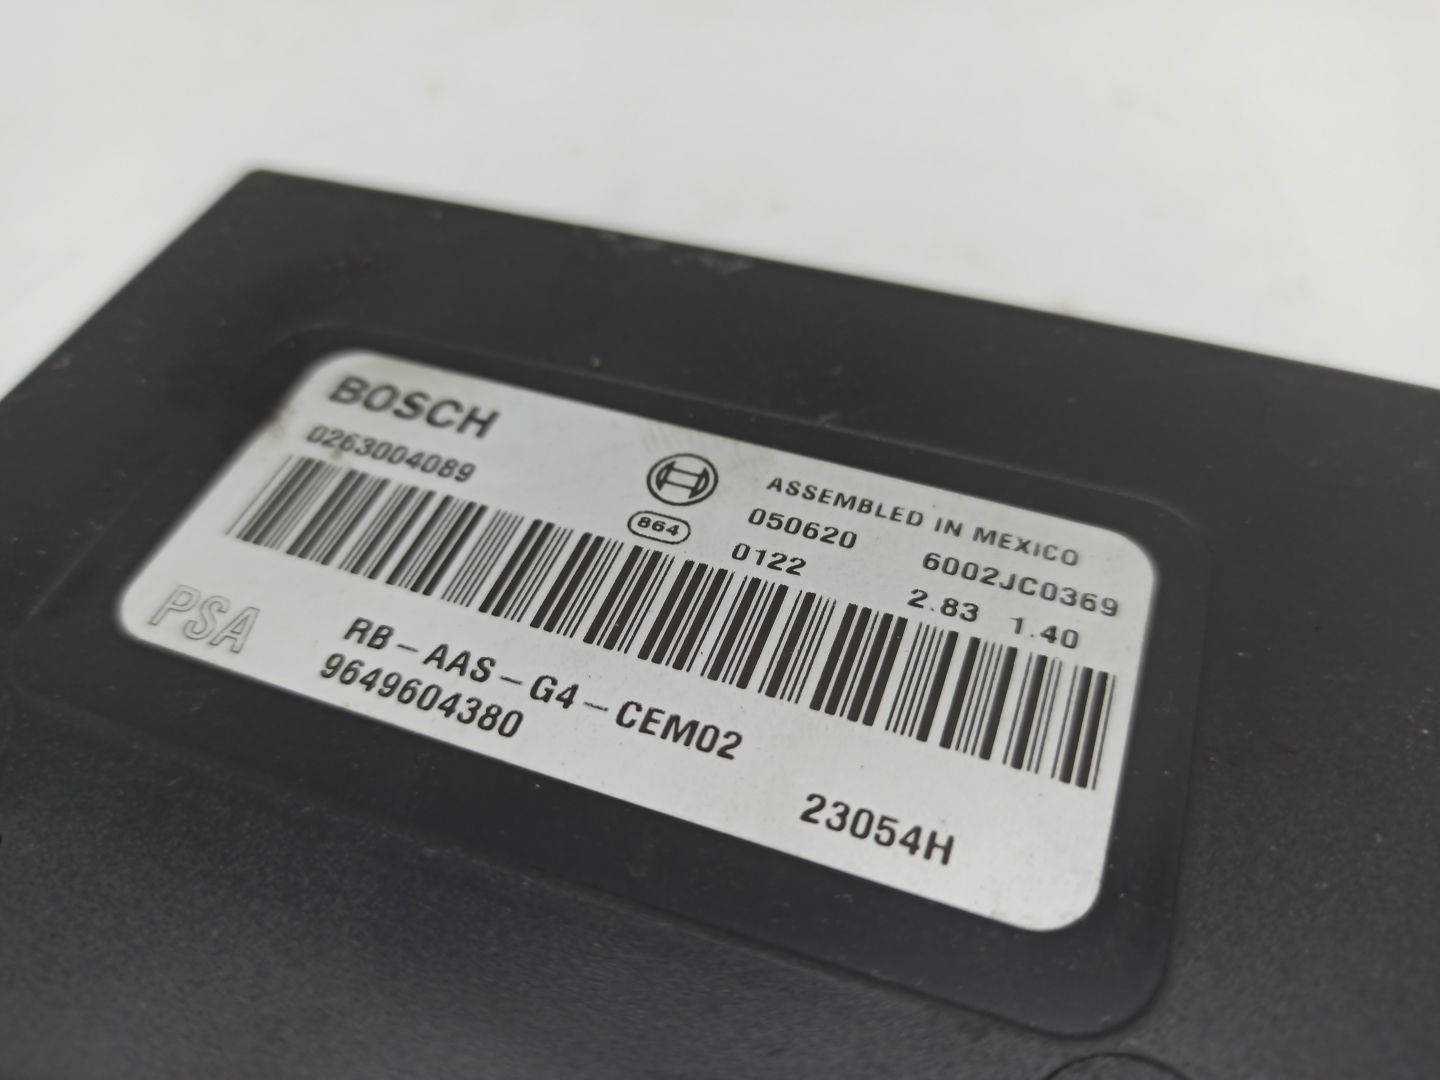 BOSCH
0263004089
ASSEMBLED IN MEXICO
864
050620
6002JC0369
0122
2.83 1.40
PSA
RB-AAS-G4-CEM02
9649604380
23054H